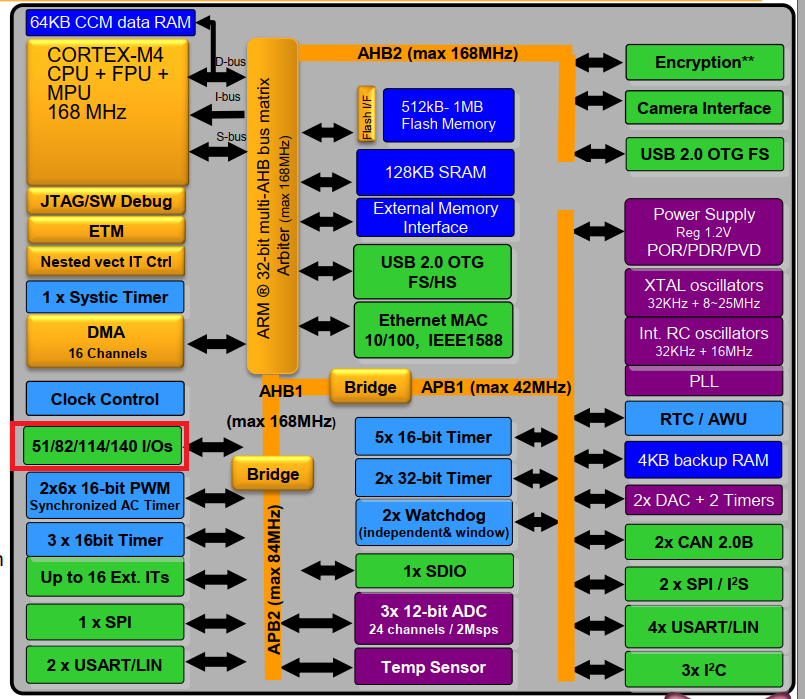 64KB CCM data RAM
CORTEX-M4
CPU + FPU +
MPU
168 MHz
JTAG/SW Debug
ETM
Nested vect IT Ctrl
1 x Systic Timer
DMA
16 Channels
Clock Control
51/82/114/140 I/Os
2x6x 16-bit PWM
Synchronized AC Timer
3 x 16bit Timer
Up to 16 Ext. ITs
1 x SPI
2 x USART/LIN
D-bus
I-bus
S-bus
ARM ® 32-bit multi-AHB bus matrix
Arbiter (max 168MHz)
AHB2 (max 168MHz)
Flash I/F
512kB- 1MB
Flash Memory
128KB SRAM
External Memory
Interface
USB 2.0 OTG
FS/HS
Ethernet MAC
10/100, IEEE1588
AHB1
(max 168MHz)
Bridge
APB1 (max 42MHz)
Bridge
APB2 (max 84MHz)
5x 16-bit Timer
2x 32-bit Timer
2x Watchdog
(independent& window)
1x SDIO
3x 12-bit ADC
24 channels / 2Msps
Temp Sensor
Encryption**
Camera Interface
USB 2.0 OTG FS
Power Supply
Reg 1.2V
POR/PDR/PVD
XTAL oscillators
32KHz + 8~25MHz
Int. RC oscillators
32KHz + 16MHz
PLL
RTC / AWU
4KB backup RAM
2x DAC + 2 Timers
2x CAN 2.0B
2 x SPI / I²S
4x USART/LIN
3x I²C